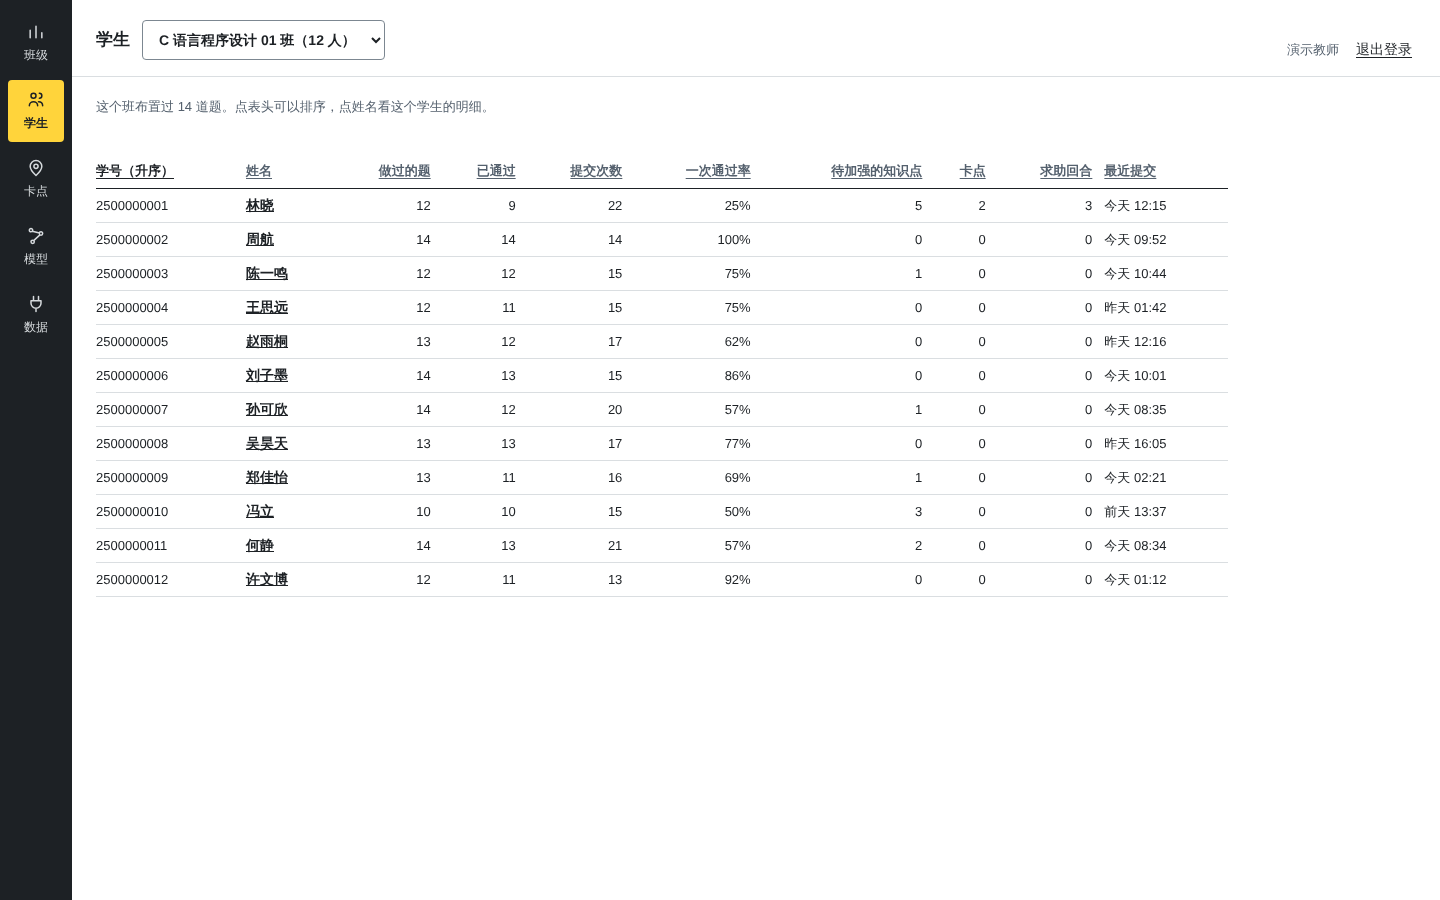 班级
学生
卡点
模型
数据
学生 C 语言程序设计 01 班（12 人） 演示教师 退出登录
这个班布置过 14 道题。点表头可以排序，点姓名看这个学生的明细。
学号（升序） 姓名 做过的题 已通过 提交次数 一次通过率 待加强的知识点 卡点 求助回合 最近提交
2500000001 林晓 12 9 22 25% 5 2 3 今天 12:15
2500000002 周航 14 14 14 100% 0 0 0 今天 09:52
2500000003 陈一鸣 12 12 15 75% 1 0 0 今天 10:44
2500000004 王思远 12 11 15 75% 0 0 0 昨天 01:42
2500000005 赵雨桐 13 12 17 62% 0 0 0 昨天 12:16
2500000006 刘子墨 14 13 15 86% 0 0 0 今天 10:01
2500000007 孙可欣 14 12 20 57% 1 0 0 今天 08:35
2500000008 吴昊天 13 13 17 77% 0 0 0 昨天 16:05
2500000009 郑佳怡 13 11 16 69% 1 0 0 今天 02:21
2500000010 冯立 10 10 15 50% 3 0 0 前天 13:37
2500000011 何静 14 13 21 57% 2 0 0 今天 08:34
2500000012 许文博 12 11 13 92% 0 0 0 今天 01:12